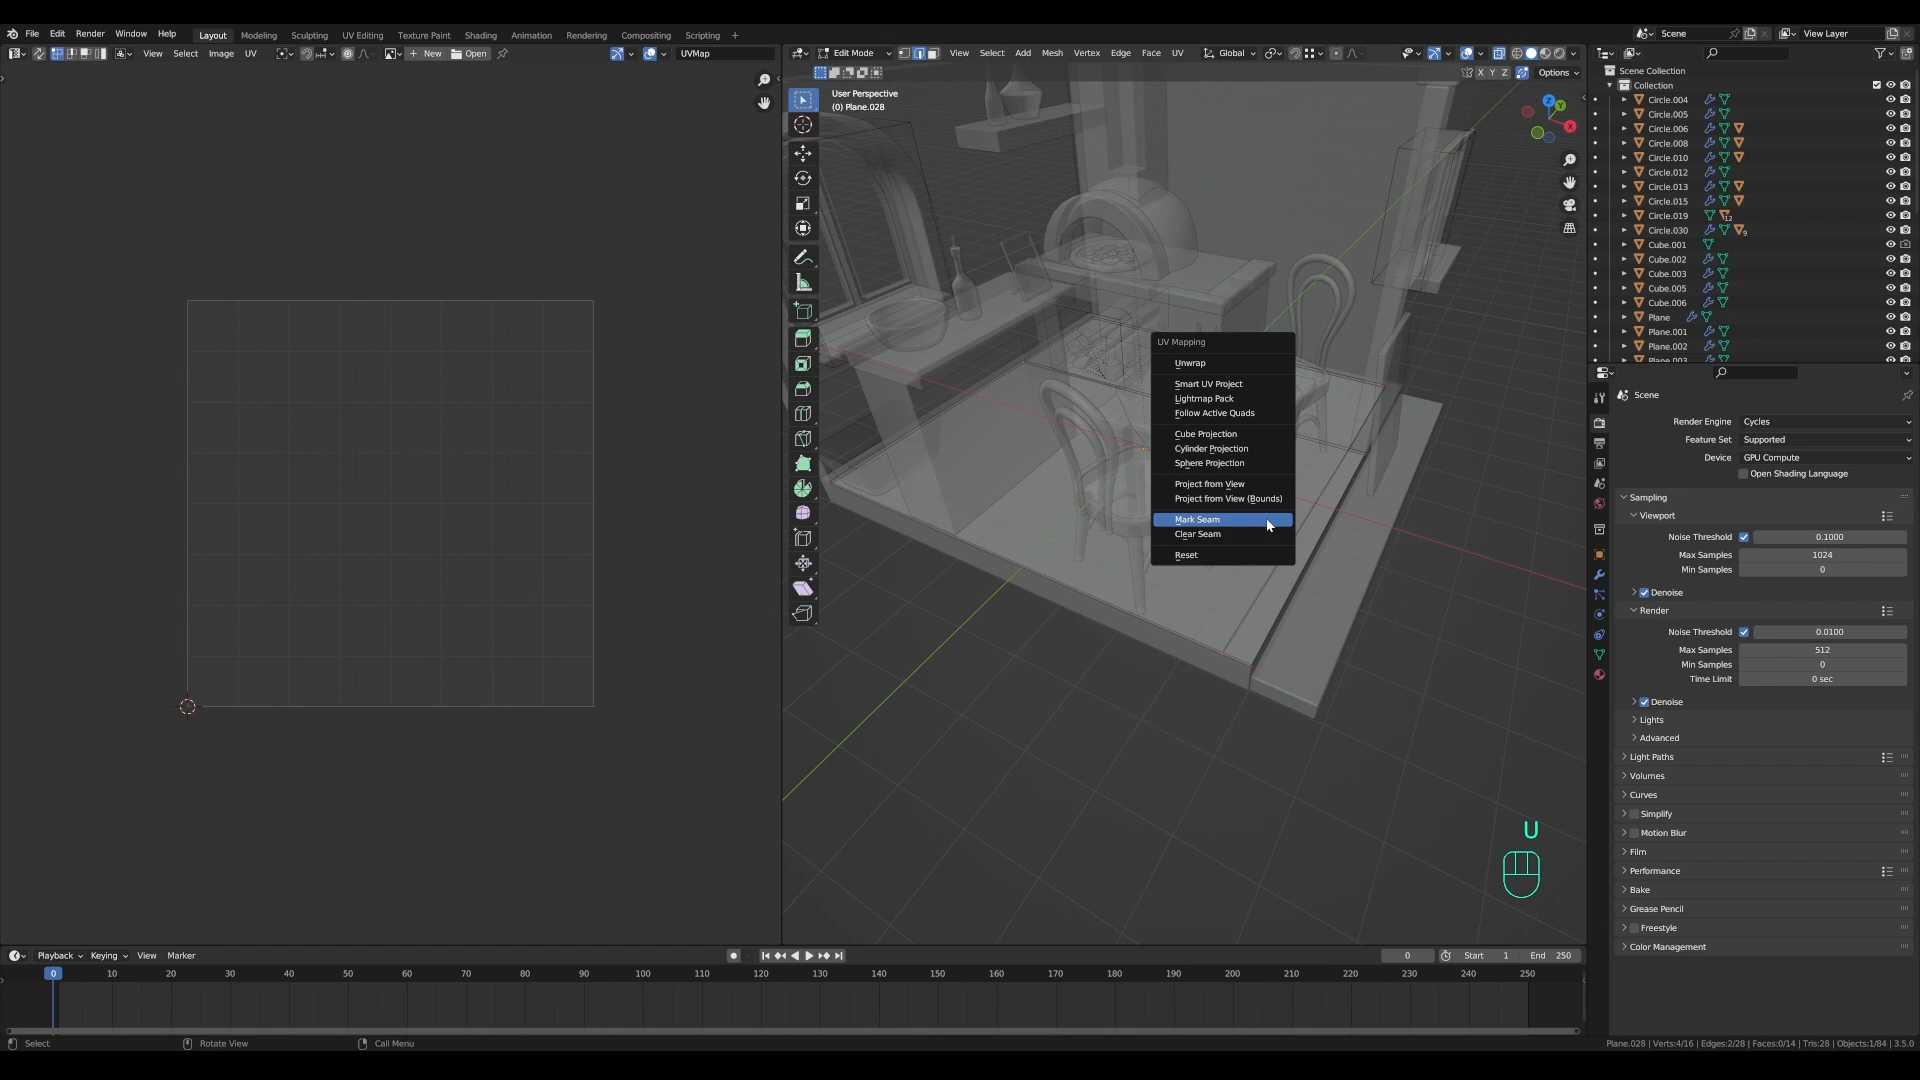 File Edit Render Window Help Layout Modeling Sculpting UV Editing Texture Paint Shading Animation Rendering Compositing Scripting + Scene View Layer
View Select Image UV + New Open UVMap
Edit Mode View Select Add Mesh Vertex Edge Face UV Global
X Y Z Options
User Perspective
(0) Plane.028
Z
Y
X
UV Mapping
Unwrap
Smart UV Project
Lightmap Pack
Follow Active Quads
Cube Projection
Cylinder Projection
Sphere Projection
Project from View
Project from View (Bounds)
Mark Seam
Clear Seam
Reset
U
Scene Collection
Collection
Circle.004
Circle.005
Circle.006
Circle.008
Circle.010
Circle.012
Circle.013
Circle.015
Circle.019 12
Circle.030 9
Cube.001
Cube.002
Cube.003
Cube.005
Cube.006
Plane
Plane.001
Plane.002
Plane.003
Scene
Render Engine Cycles
Feature Set Supported
Device GPU Compute
Open Shading Language
Sampling
Viewport
Noise Threshold 0.1000
Max Samples 1024
Min Samples 0
Denoise
Render
Noise Threshold 0.0100
Max Samples 512
Min Samples 0
Time Limit 0 sec
Denoise
Lights
Advanced
Light Paths
Volumes
Curves
Simplify
Motion Blur
Film
Performance
Bake
Grease Pencil
Freestyle
Color Management
Playback Keying View Marker 0 Start 1 End 250
0 10 20 30 40 50 60 70 80 90 100 110 120 130 140 150 160 170 180 190 200 210 220 230 240 250
Select Rotate View Call Menu Plane.028 | Verts:4/16 | Edges:2/28 | Faces:0/14 | Tris:28 | Objects:1/84 | 3.5.0